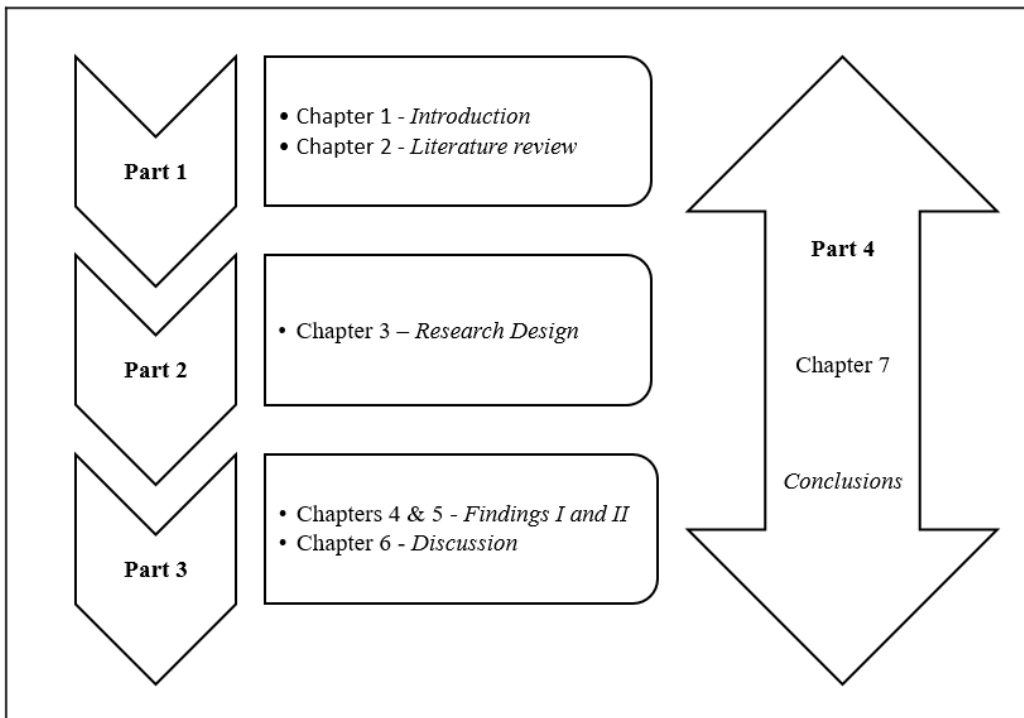 Part 1
• Chapter 1 - Introduction
• Chapter 2 - Literature review
Part 2
• Chapter 3 – Research Design
Part 3
• Chapters 4 & 5 - Findings I and II
• Chapter 6 - Discussion
Part 4
Chapter 7
Conclusions